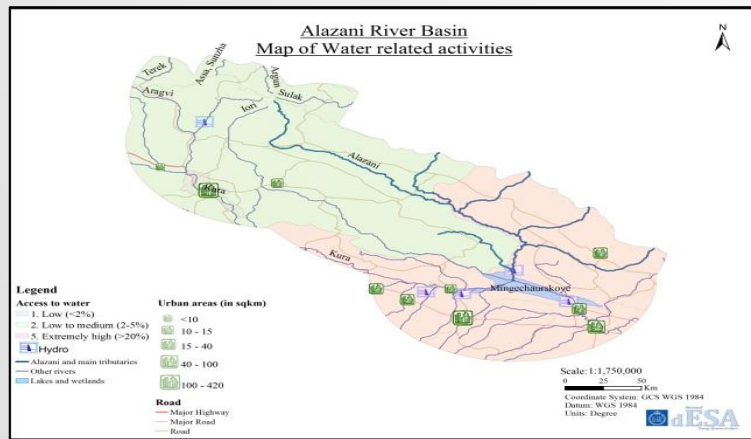 Alazani River Basin
Map of Water related activities
N
Terek
Assa, Sunzha
Argun
Sulak
Aragvi
Iori
Alazani
Kura
Kura
Mingechaurskoye
Legend
Access to water
1. Low (<2%)
2. Low to medium (2-5%)
5. Extremely high (>20%)
Hydro
Alazani and main tributaries
Other rivers
Lakes and wetlands
Urban areas (in sqkm)
<10
10 - 15
15 - 40
40 - 100
100 - 420
Road
Major Highway
Major Road
Road
Scale:1:1,750,000
0 25 50
Km
Coordinate System: GCS WGS 1984
Datum: WGS 1984
Units: Degree
dESA